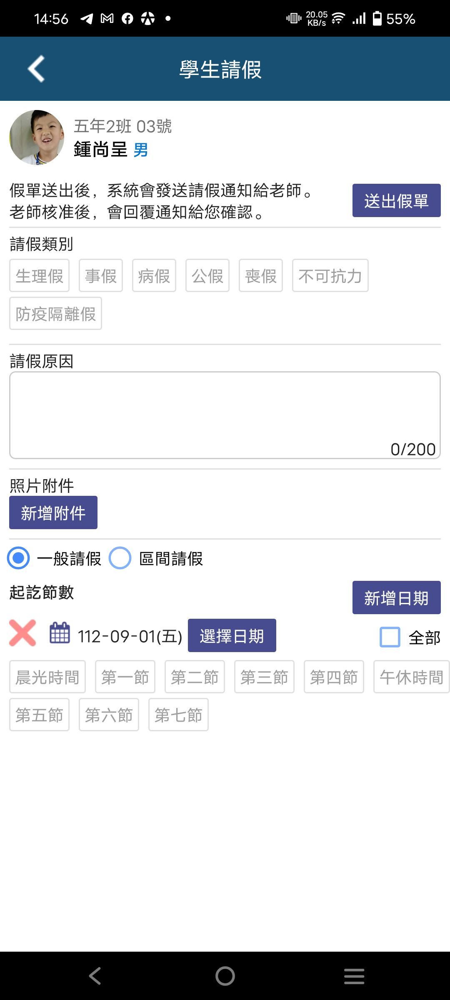 14:56
20.05 KB/s
55%
學生請假
五年2班 03號
鍾尚呈 男
假單送出後，系統會發送請假通知給老師。
老師核准後，會回覆通知給您確認。
送出假單
請假類別
生理假 事假 病假 公假 喪假 不可抗力
防疫隔離假
請假原因
0/200
照片附件
新增附件
一般請假 區間請假
起訖節數 新增日期
112-09-01(五) 選擇日期 全部
晨光時間 第一節 第二節 第三節 第四節 午休時間
第五節 第六節 第七節